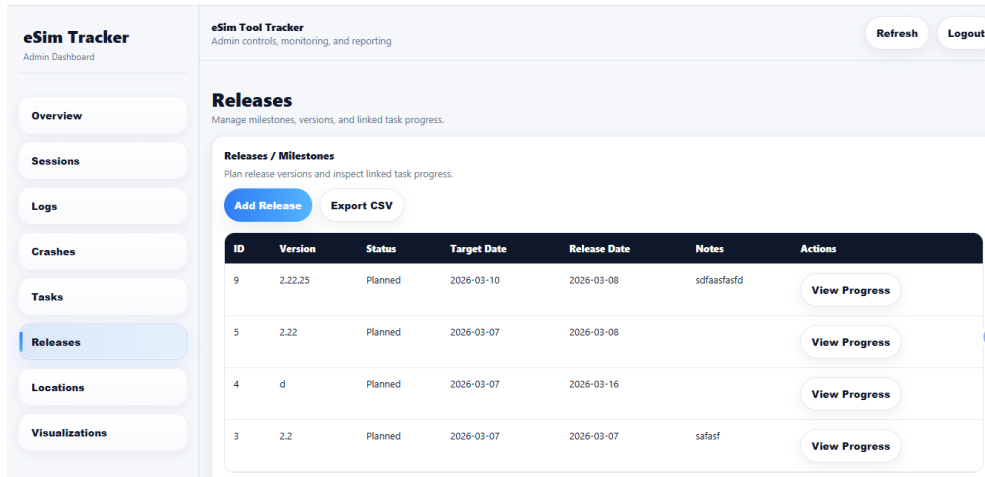 eSim Tracker
Admin Dashboard
Overview
Sessions
Logs
Crashes
Tasks
Releases
Locations
Visualizations
eSim Tool Tracker
Admin controls, monitoring, and reporting
Refresh
Logout
Releases
Manage milestones, versions, and linked task progress.
Releases / Milestones
Plan release versions and inspect linked task progress.
Add Release
Export CSV
ID Version Status Target Date Release Date Notes Actions
9 2.22.25 Planned 2026-03-10 2026-03-08 sdfaasfasfd View Progress
5 2.22 Planned 2026-03-07 2026-03-08 View Progress
4 d Planned 2026-03-07 2026-03-16 View Progress
3 2.2 Planned 2026-03-07 2026-03-07 safasf View Progress